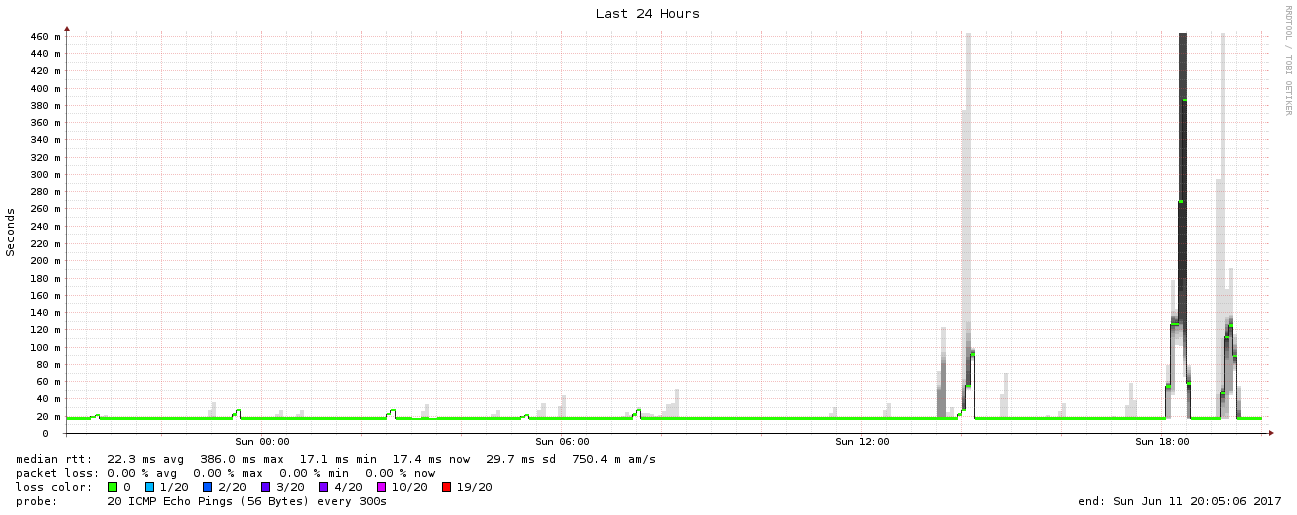 Last 24 Hours
RRDTOOL / TOBI OETIKER
Seconds
460 m
440 m
420 m
400 m
380 m
360 m
340 m
320 m
300 m
280 m
260 m
240 m
220 m
200 m
180 m
160 m
140 m
120 m
100 m
80 m
60 m
40 m
20 m
0
Sun 00:00 Sun 06:00 Sun 12:00 Sun 18:00
median rtt: 22.3 ms avg 386.0 ms max 17.1 ms min 17.4 ms now 29.7 ms sd 750.4 m am/s
packet loss: 0.00 % avg 0.00 % max 0.00 % min 0.00 % now
loss color: 0 1/20 2/20 3/20 4/20 10/20 19/20
probe: 20 ICMP Echo Pings (56 Bytes) every 300s end: Sun Jun 11 20:05:06 2017